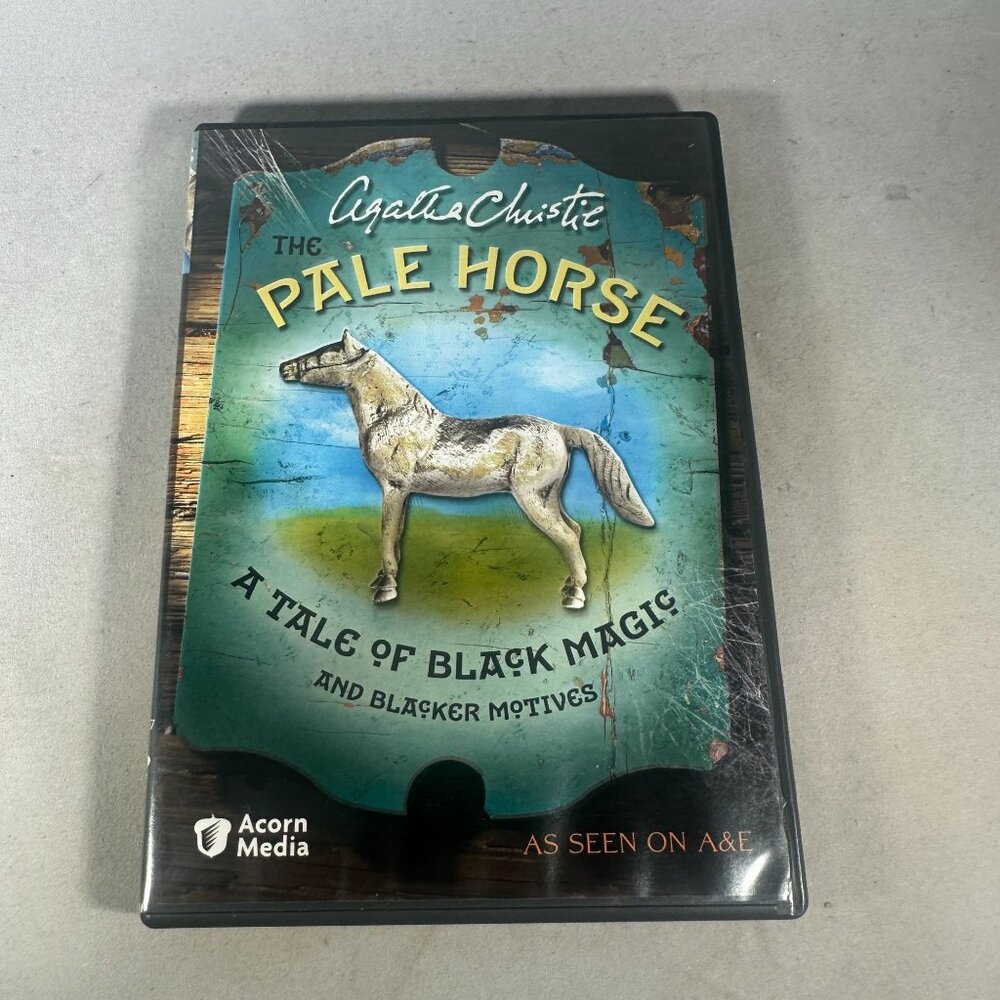 Agatha Christie
THE
PALE HORSE
A TALE OF BLACK MAGIC
AND BLACKER MOTIVES
Acorn
Media
AS SEEN ON A&E